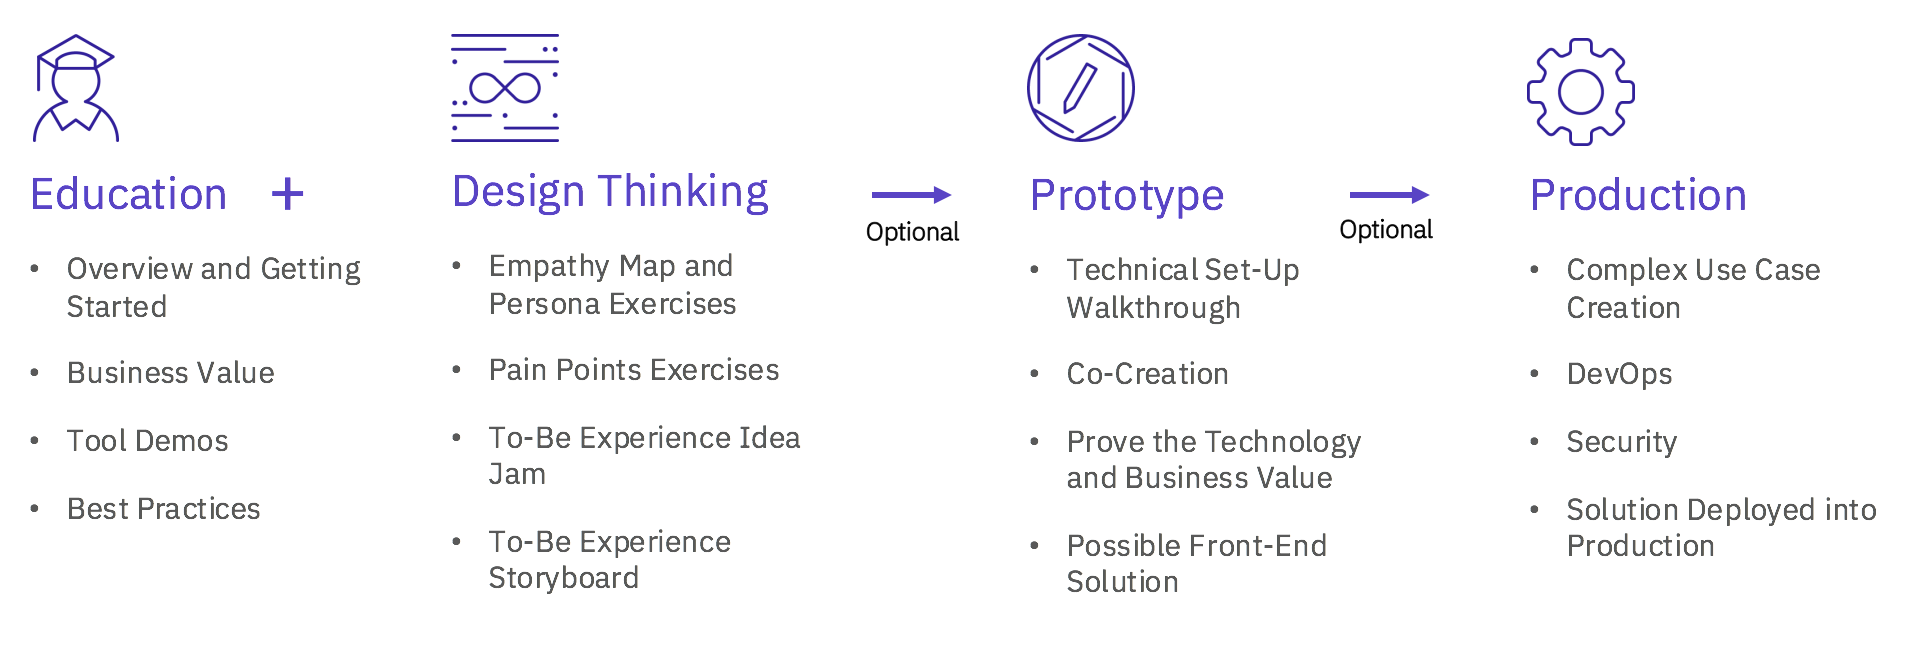 Education +
• Overview and Getting
Started
• Business Value
• Tool Demos
• Best Practices
Design Thinking
• Empathy Map and
Persona Exercises
• Pain Points Exercises
• To-Be Experience Idea
Jam
• To-Be Experience
Storyboard
Optional
Prototype
• Technical Set-Up
Walkthrough
• Co-Creation
• Prove the Technology
and Business Value
• Possible Front-End
Solution
Optional
Production
• Complex Use Case
Creation
• DevOps
• Security
• Solution Deployed into
Production